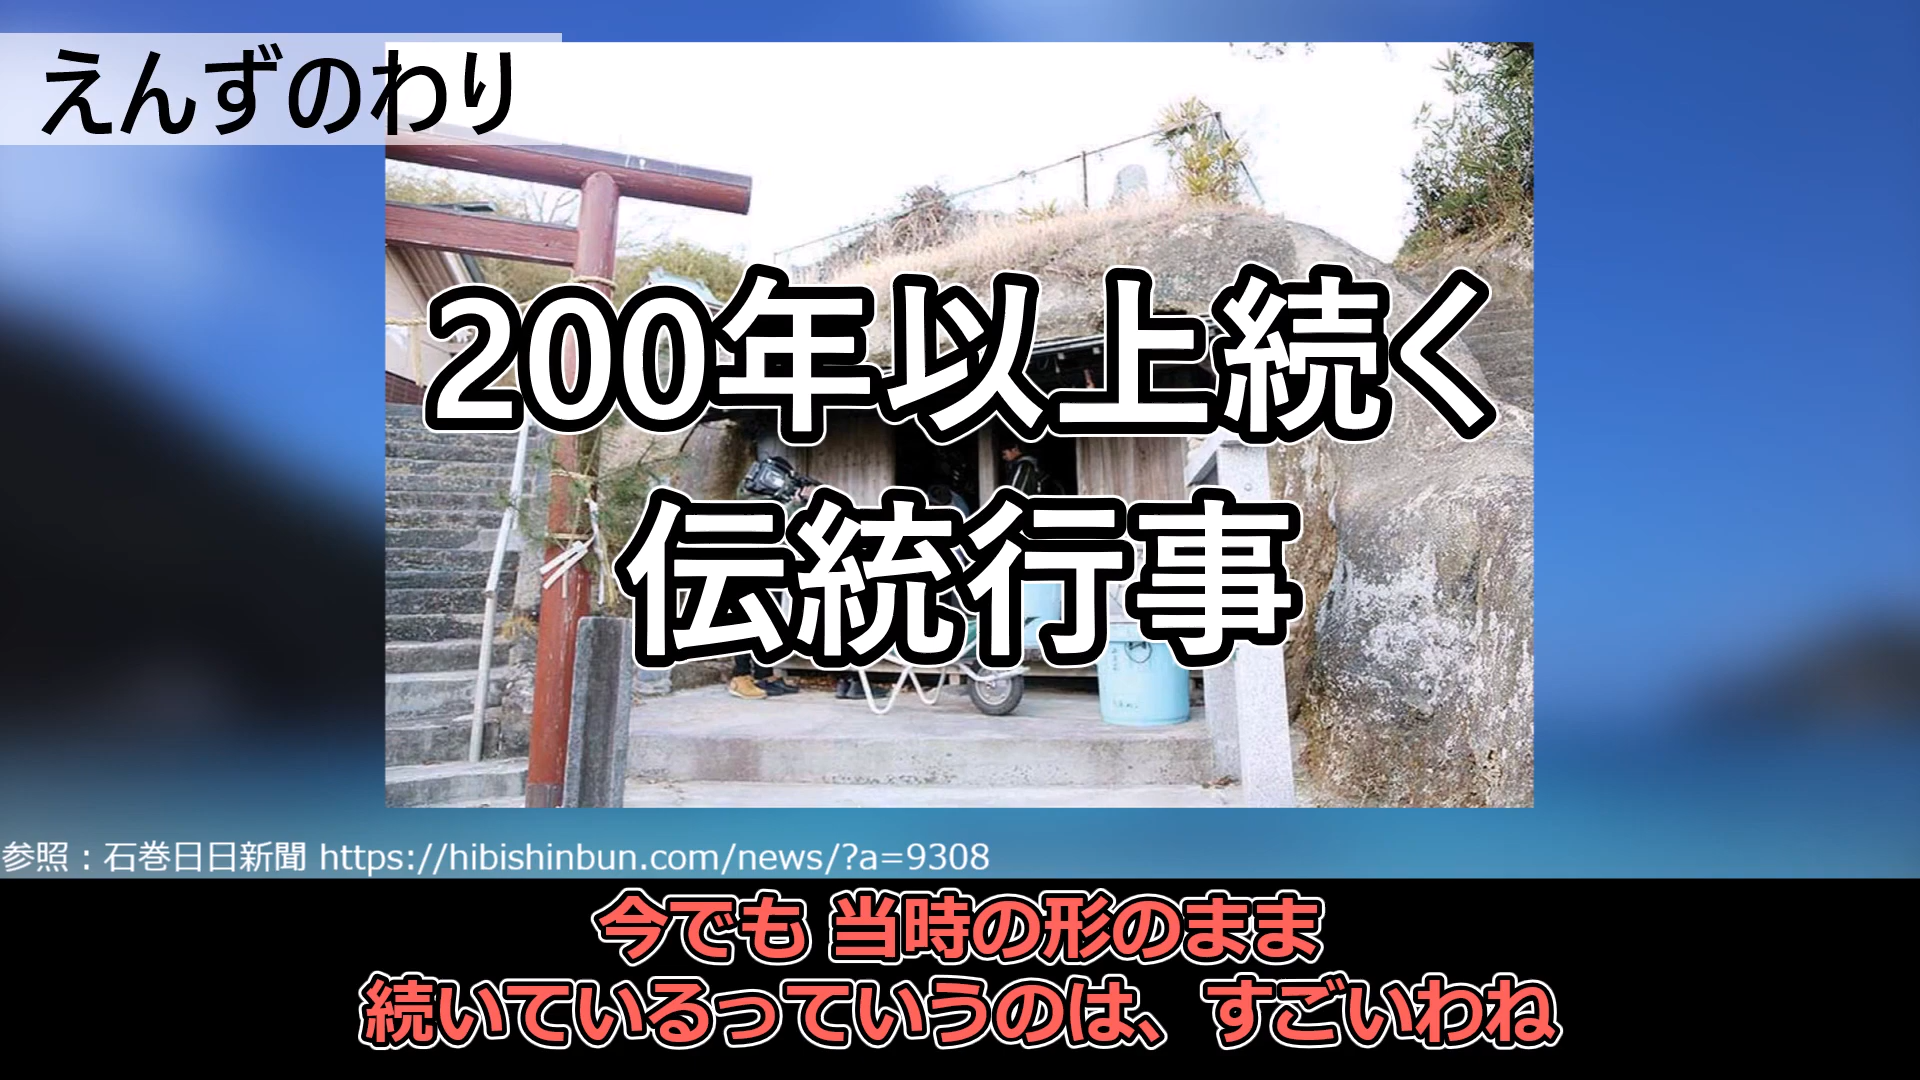 えんずのわり
200年以上続く
伝統行事
参照：石巻日日新聞 https://hibishinbun.com/news/?a=9308
今でも 当時の形のまま
続いているっていうのは、すごいわね